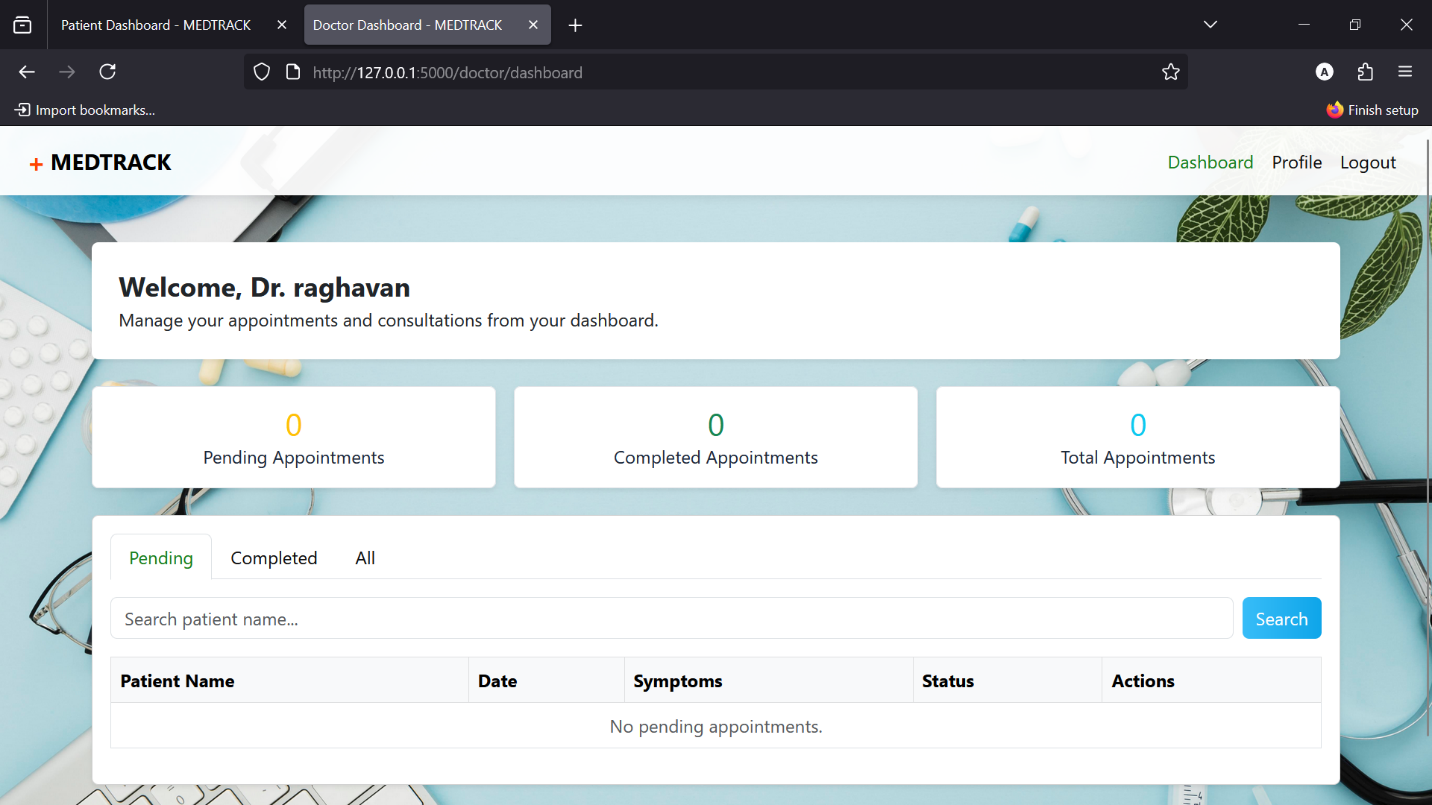 Patient Dashboard - MEDTRACK
Doctor Dashboard - MEDTRACK
http://127.0.0.1:5000/doctor/dashboard
A
Import bookmarks...
Finish setup
+ MEDTRACK
Dashboard Profile Logout
Welcome, Dr. raghavan
Manage your appointments and consultations from your dashboard.
0
Pending Appointments
0
Completed Appointments
0
Total Appointments
Pending Completed All
Search patient name...
Search
Patient Name Date Symptoms Status Actions
No pending appointments.